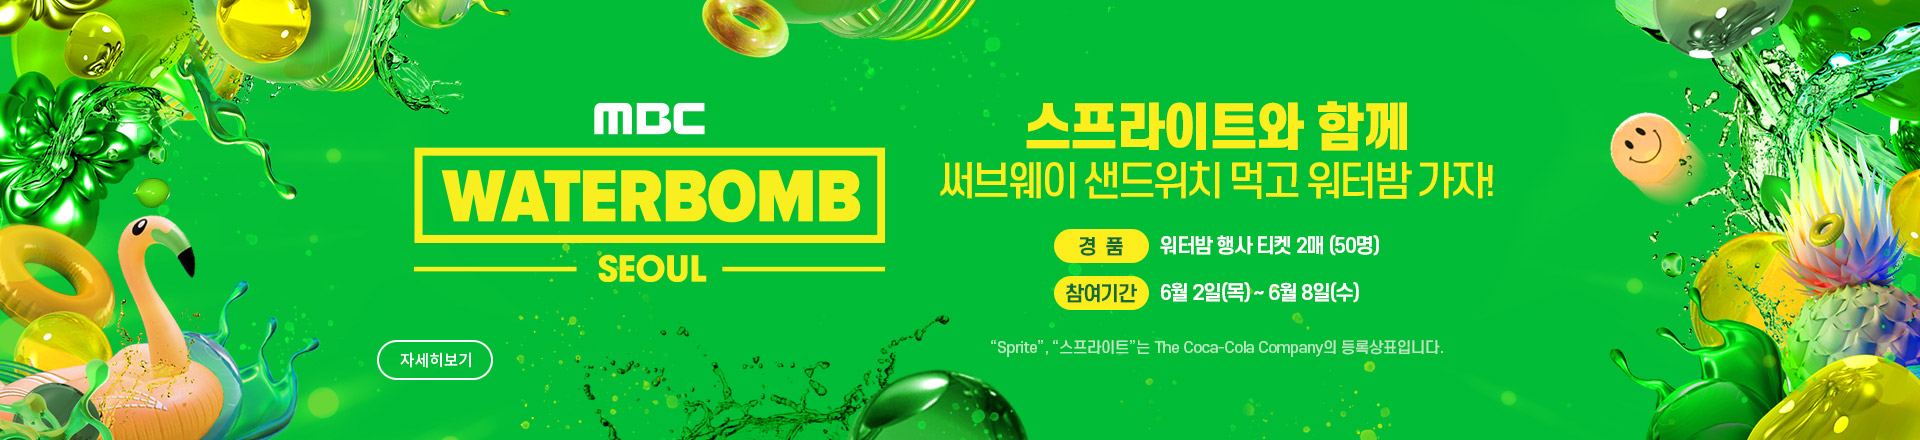 MBC
WATERBOMB
SEOUL
자세히보기
스프라이트와 함께
써브웨이 샌드위치 먹고 워터밤 가자!
경 품 워터밤 행사 티켓 2매 (50명)
참여기간 6월 2일(목) ~ 6월 8일(수)
“Sprite”, “스프라이트”는 The Coca-Cola Company의 등록상표입니다.